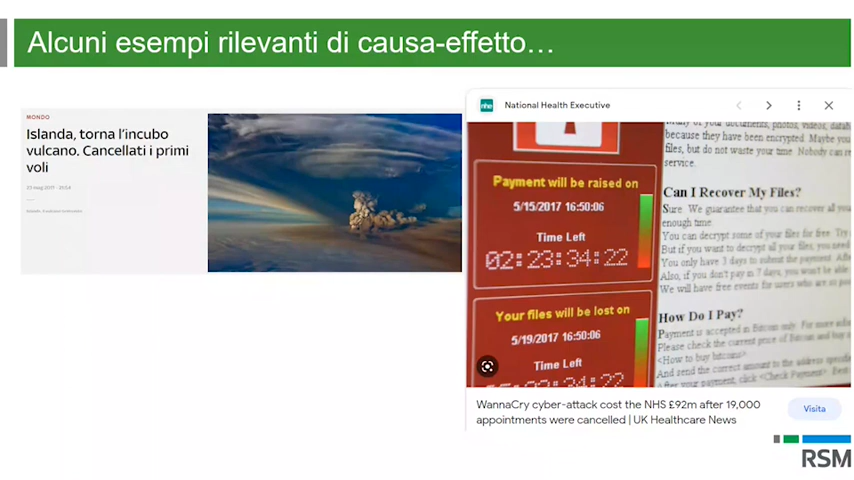 Alcuni esempi rilevanti di causa-effetto…
MONDO
Islanda, torna l'incubo
vulcano. Cancellati i primi
voli
nhe
National Health Executive
because they have been encrypted. Maybe you
files, but do not waste your time. Nobody can re
service.
Payment will be raised on
5/15/2017 16:50:06
Time Left
02:23:34:22
Your files will be lost on
5/19/2017 16:50:06
Time Left
Can I Recover My Files?
Sure. We guarantee that you can recover all you
enough time.
You can decrypt some of your files for free. Try
But if you want to decrypt all your files, you need
You only have 3 days to submit the payment. Afte
Also, if you don't pay in 7 days, you won't be able
We will have free events for users who are so po
How Do I Pay?
Payment is accepted in Bitcoin only. For more
Please check the current price of Bitcoin and buy
<How to buy bitcoins>
And send the correct amount to the address specifie
WannaCry cyber-attack cost the NHS £92m after 19,000
appointments were cancelled | UK Healthcare News
Visita
RSM